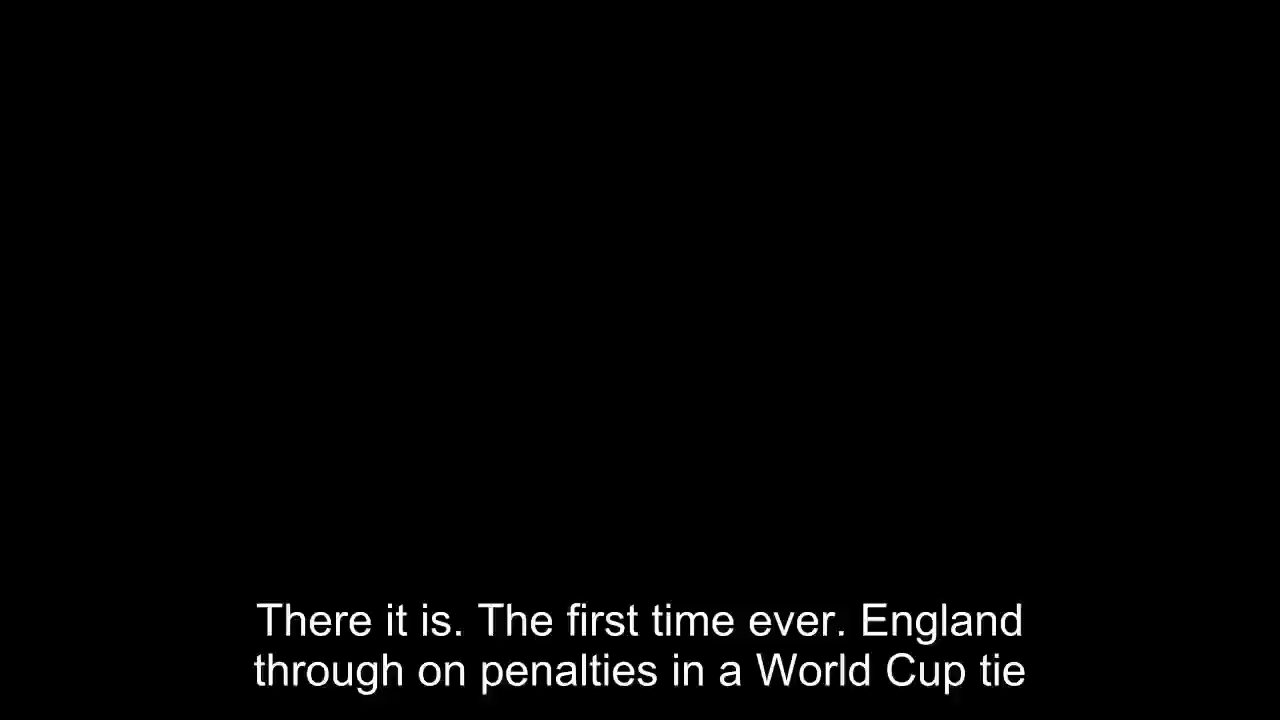 There it is. The first time ever. England
through on penalties in a World Cup tie